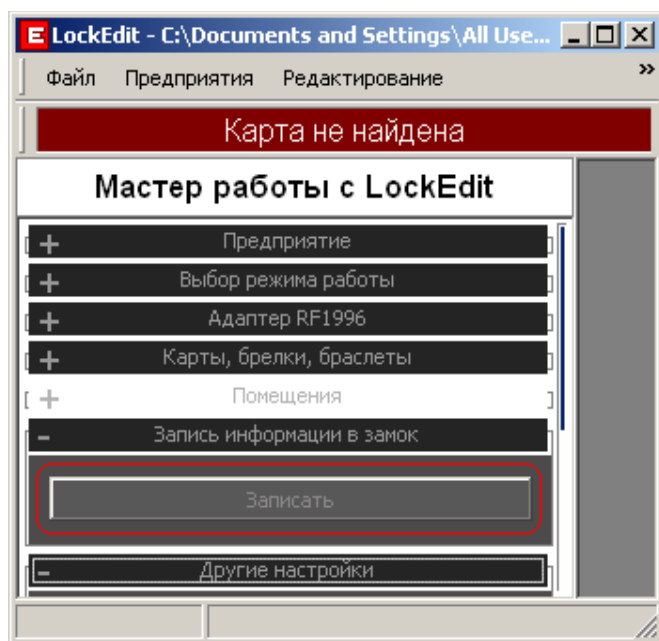 E LockEdit - C:\Documents and Settings\All Use...
Файл Предприятия Редактирование »
Карта не найдена
Мастер работы с LockEdit
+ Предприятие
+ Выбор режима работы
+ Адаптер RF1996
+ Карты, брелки, браслеты
+ Помещения
- Запись информации в замок
Записать
- Другие настройки